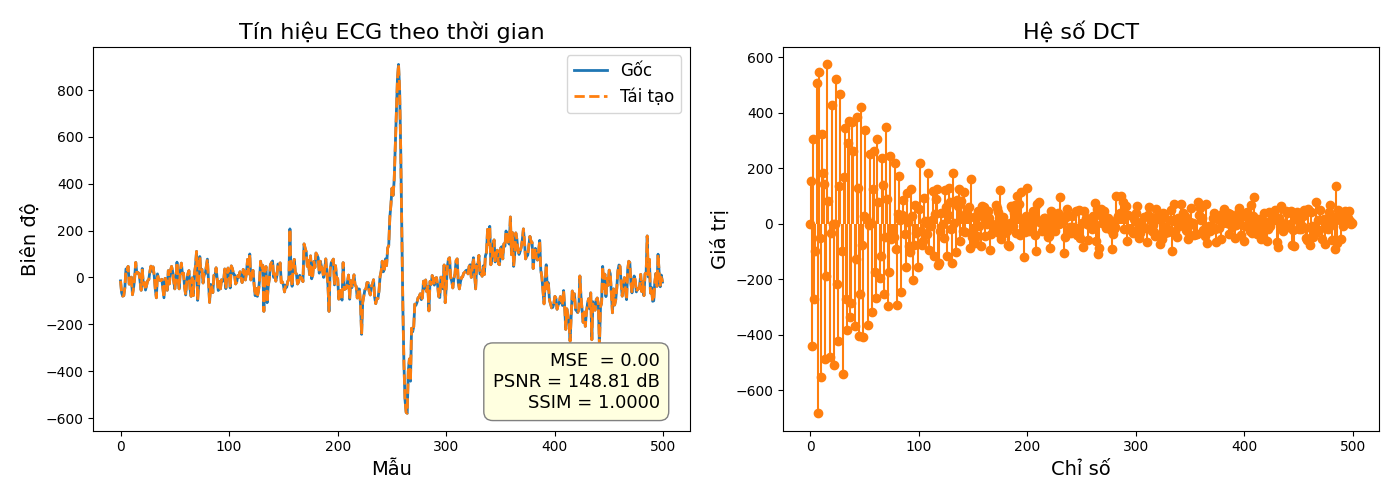 Tín hiệu ECG theo thời gian
Biên độ
800
600
400
200
0
−200
−400
−600
0
100
200
300
400
500
Mẫu
Gốc
Tái tạo
MSE  = 0.00
PSNR = 148.81 dB
SSIM = 1.0000
Hệ số DCT
Giá trị
600
400
200
0
−200
−400
−600
0
100
200
300
400
500
Chỉ số